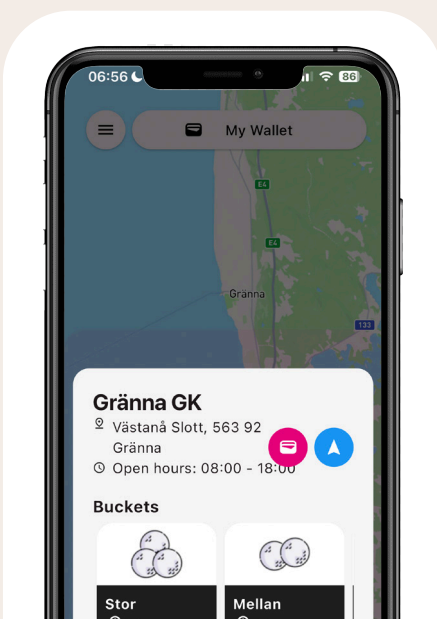 06:56
86
My Wallet
E4
E4
Gränna
133
Gränna GK
Västanå Slott, 563 92
Gränna
Open hours: 08:00 - 18:00
Buckets
Stor
Mellan